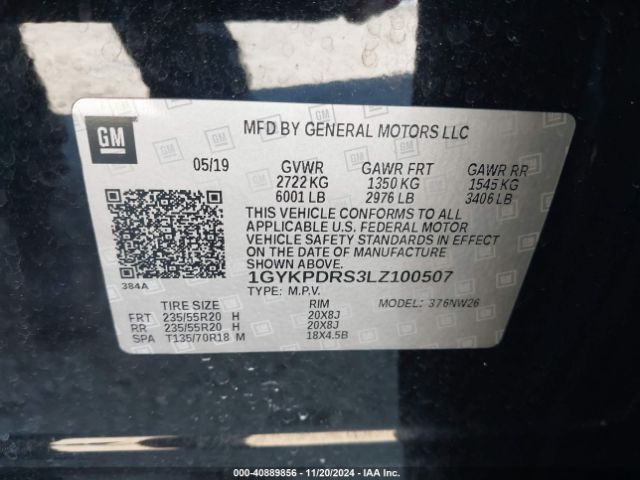 GM
MFD BY GENERAL MOTORS LLC
05/19 GVWR GAWR FRT GAWR RR
2722 KG 1350 KG 1545 KG
6001 LB 2976 LB 3406 LB
THIS VEHICLE CONFORMS TO ALL
APPLICABLE U.S. FEDERAL MOTOR
VEHICLE SAFETY STANDARDS IN EFFECT
ON THE DATE OF MANUFACTURE
SHOWN ABOVE.
1GYKPDRS3LZ100507
384A
TYPE: M.P.V.
TIRE SIZE RIM MODEL: 376NW26
FRT 235/55R20 H 20X8J
RR 235/55R20 H 20X8J
SPA T135/70R18 M 18X4.5B
000-40889856 - 11/20/2024 - IAA Inc.